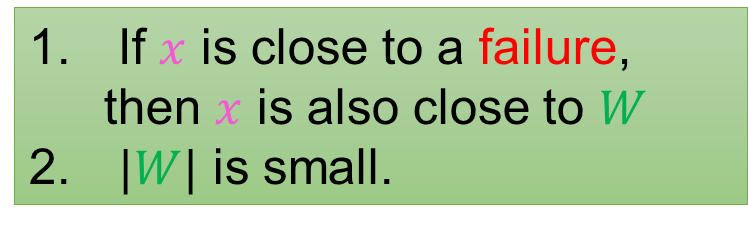 1. If x is close to a failure,
then x is also close to W
2. |W| is small.